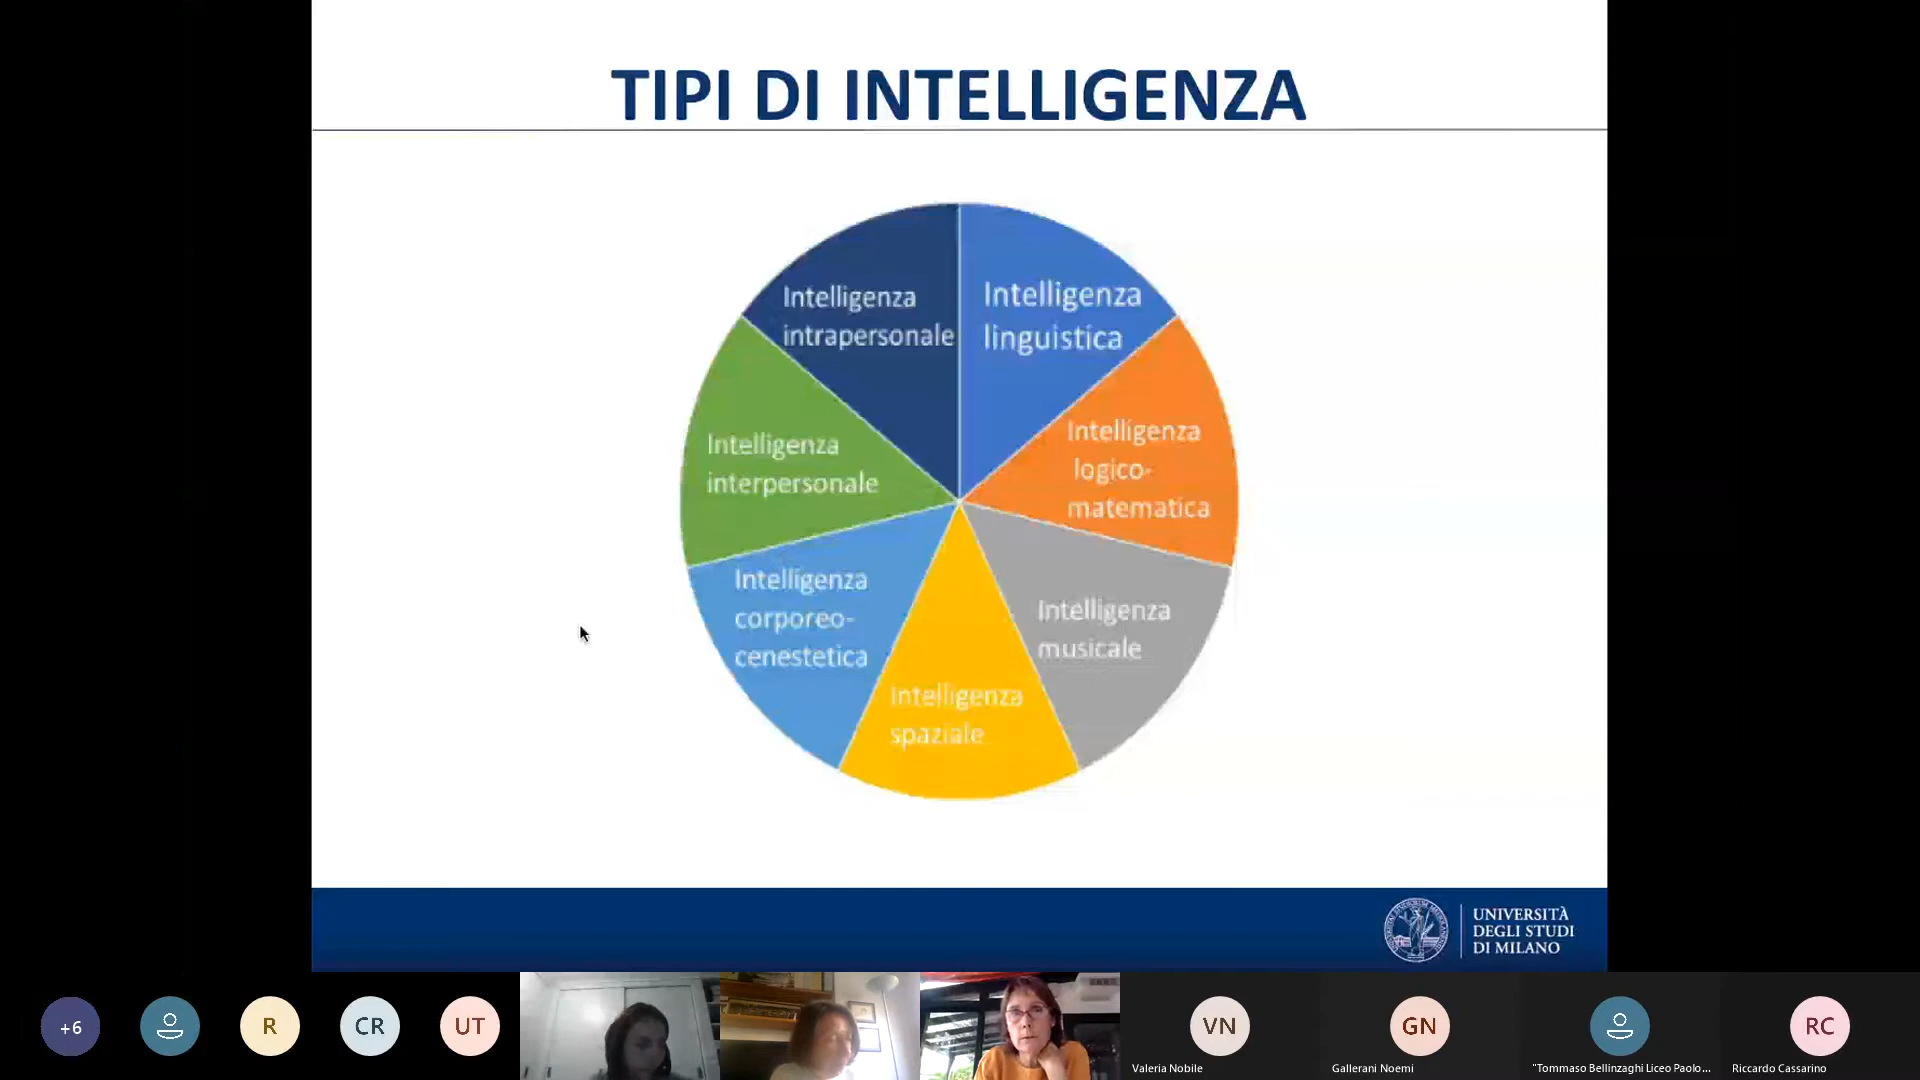 TIPI DI INTELLIGENZA
Intelligenza
intrapersonale
Intelligenza
linguistica
Intelligenza
logico-
matematica
Intelligenza
interpersonale
Intelligenza
corporeo-
cenestetica
Intelligenza
musicale
Intelligenza
spaziale
UNIVERSITÀ
DEGLI STUDI
DI MILANO
+6
R
CR
UT
VN
GN
RC
Valeria Nobile
Gallerani Noemi
"Tommaso Bellinzaghi Liceo Paolo...
Riccardo Cassarino